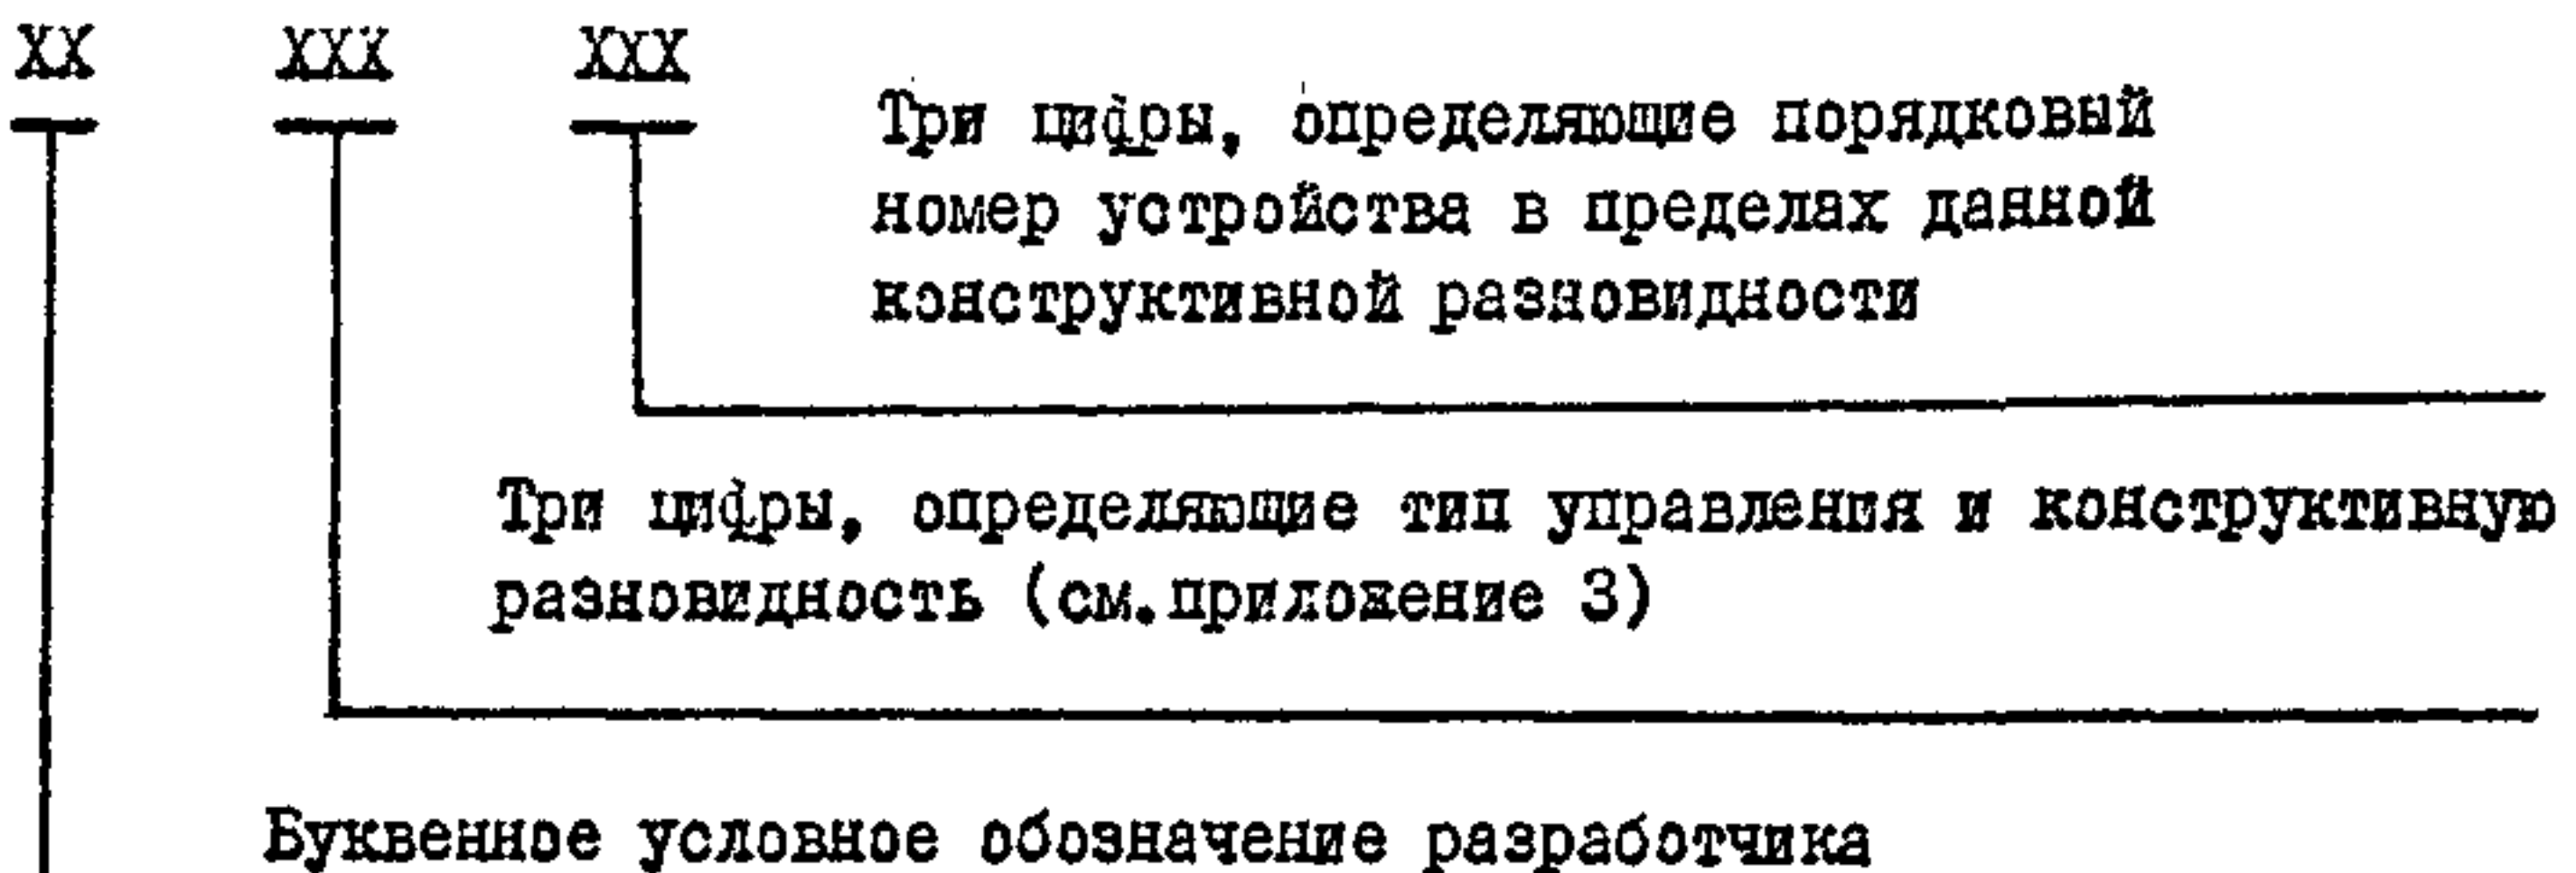 XX XXX XXX
Три цифры, определяющие порядковый
номер устройства в пределах данной
конструктивной разновидности
Три цифры, определяющие тип управления и конструктивную
разновидность (см. приложение 3)
Буквенное условное обозначение разработчика